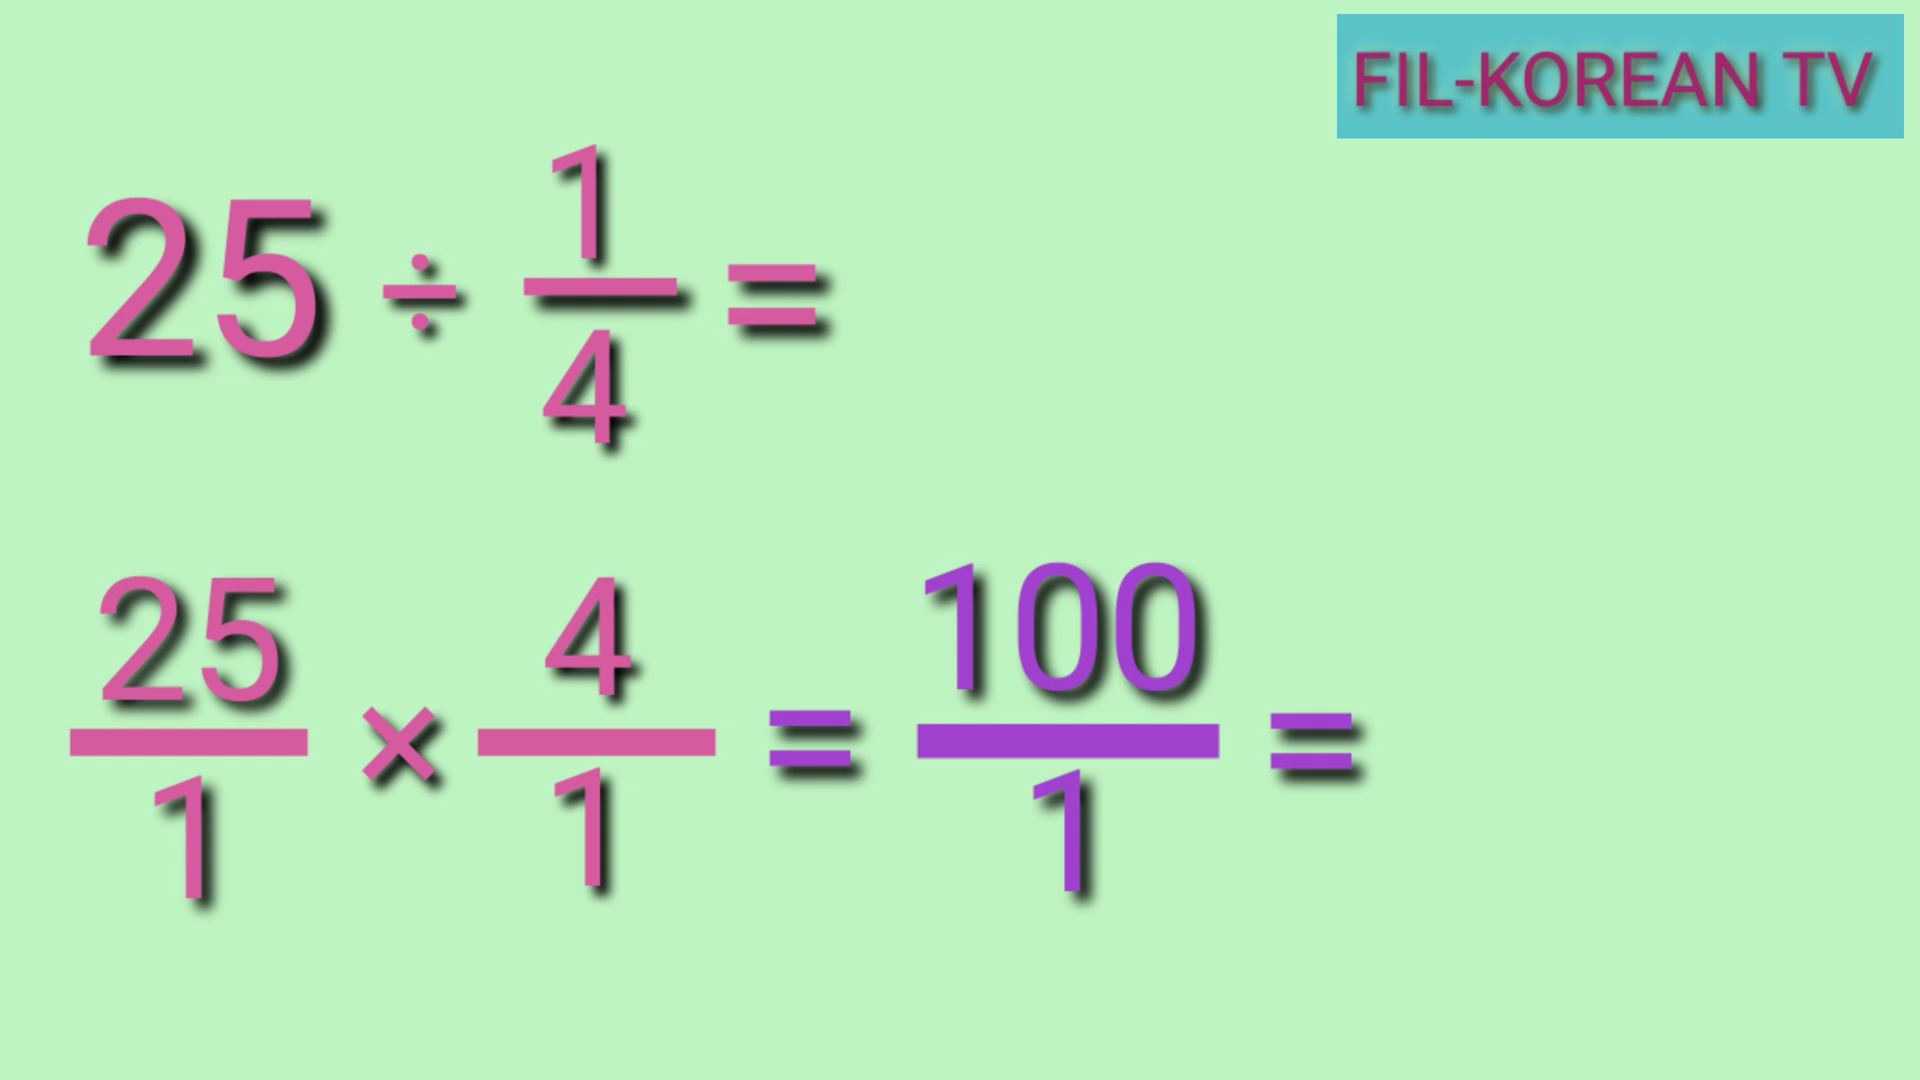 FIL-KOREAN TV
25 ÷ 1/4 =
25/1 × 4/1 = 100/1 =